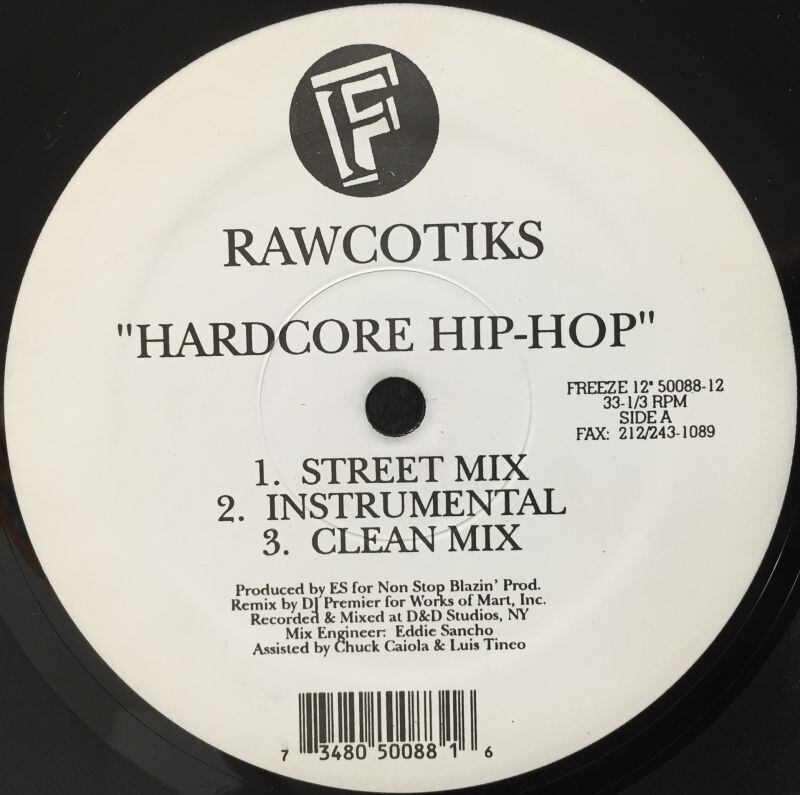 F
RAWCOTIKS
"HARDCORE HIP-HOP"
FREEZE 12" 50088-12
33-1/3 RPM
SIDE A
FAX: 212/243-1089
1. STREET MIX
2. INSTRUMENTAL
3. CLEAN MIX
Produced by ES for Non Stop Blazin' Prod.
Remix by DJ Premier for Works of Mart, Inc.
Recorded & Mixed at D&D Studios, NY
Mix Engineer: Eddie Sancho
Assisted by Chuck Caiola & Luis Tineo
7 3480 50088 1 6